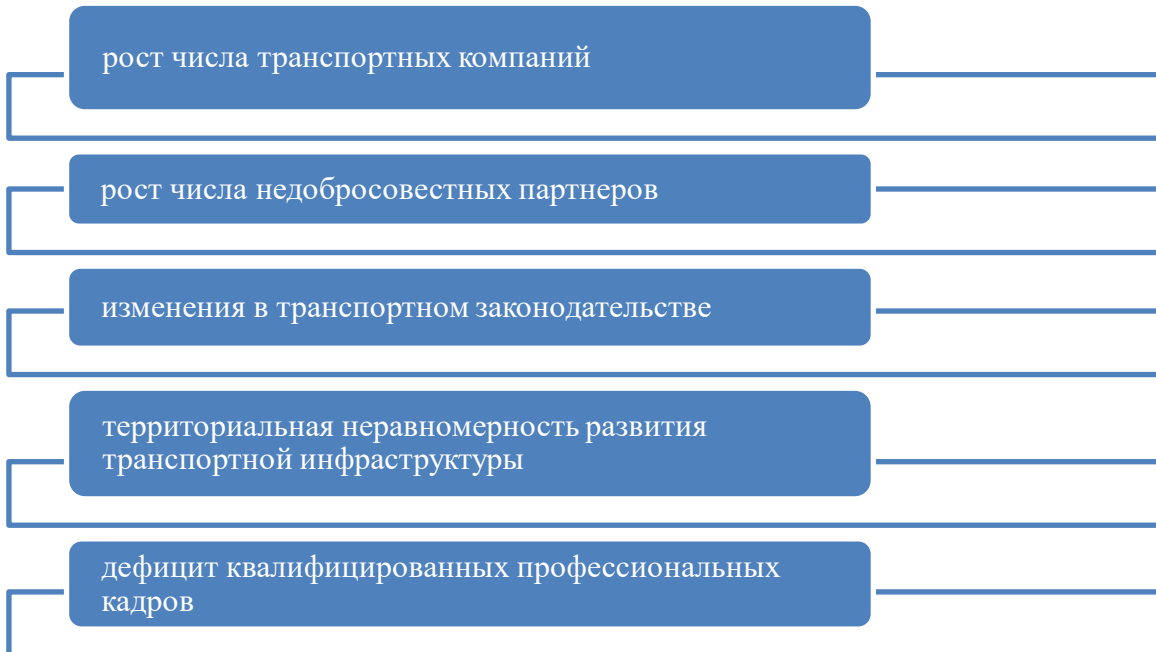 рост числа транспортных компаний
рост числа недобросовестных партнеров
изменения в транспортном законодательстве
территориальная неравномерность развития
транспортной инфраструктуры
дефицит квалифицированных профессиональных
кадров